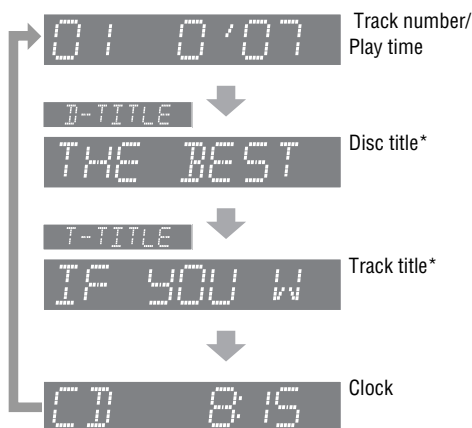 01 0'07
Track number/
Play time
D-TITLE
THE BEST
Disc title*
T-TITLE
IF YOU W
Track title*
CD 8:15
Clock